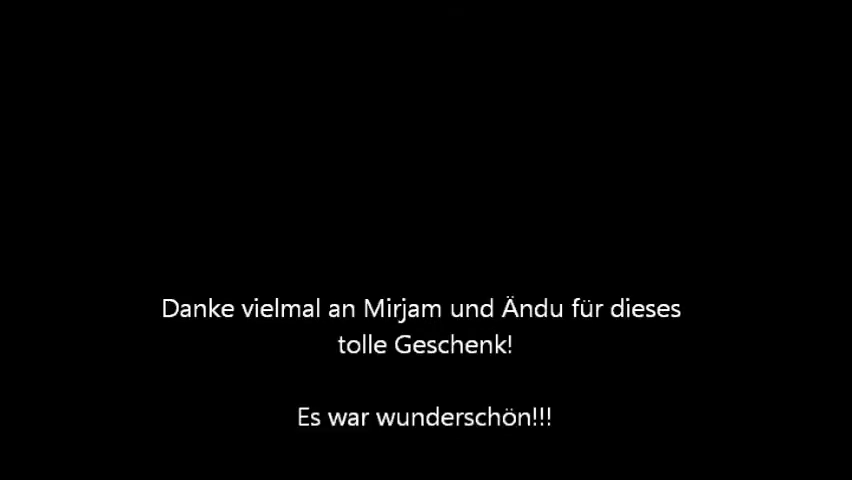 Danke vielmal an Mirjam und Ändu für dieses
tolle Geschenk!
Es war wunderschön!!!